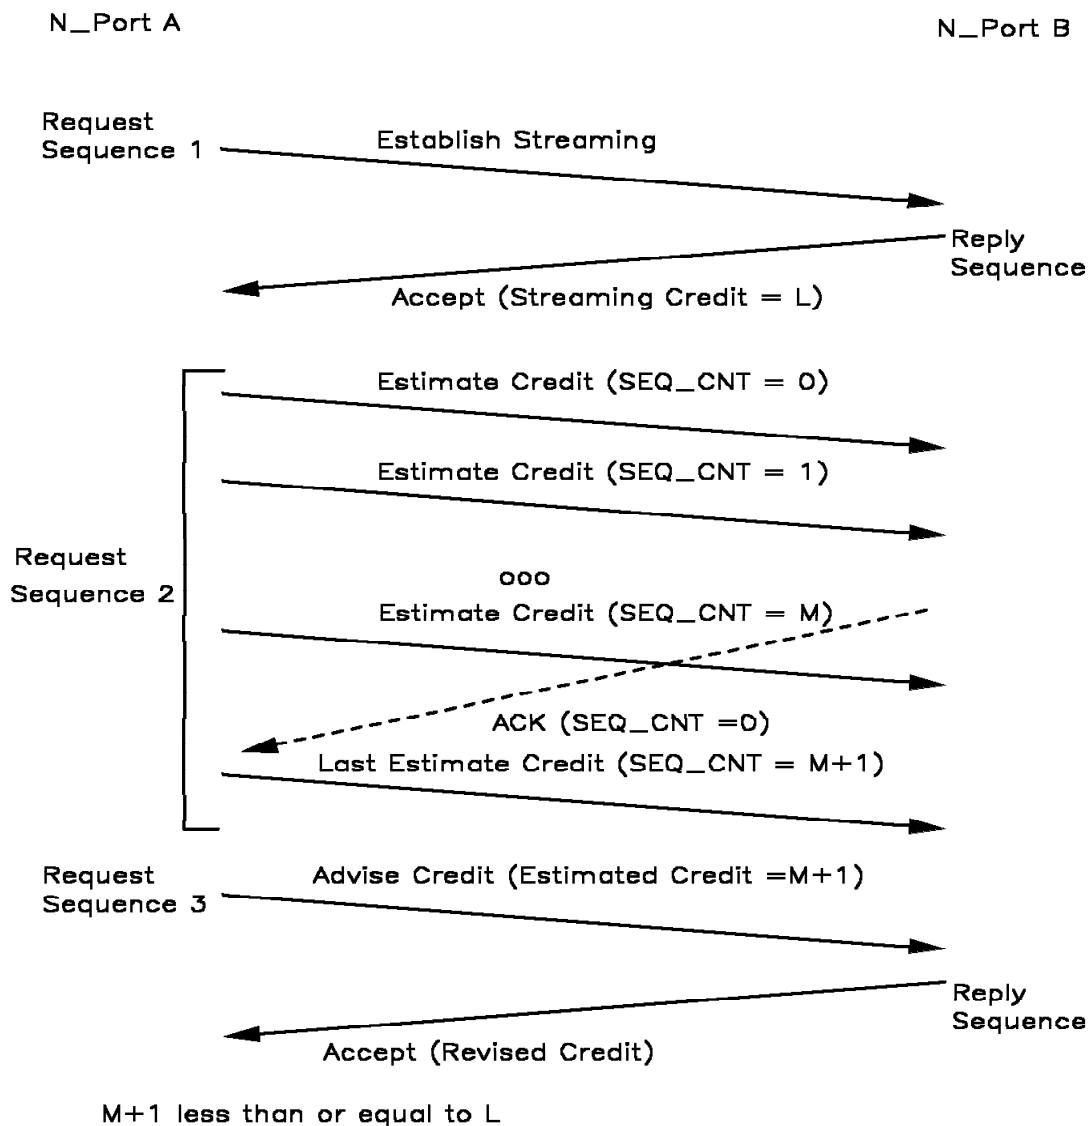 N_Port A
N_Port B
Request
Sequence 1
Establish Streaming
Reply
Sequence
Accept (Streaming Credit = L)
Estimate Credit (SEQ_CNT = 0)
Estimate Credit (SEQ_CNT = 1)
Request
Sequence 2
ooo
Estimate Credit (SEQ_CNT = M)
ACK (SEQ_CNT =0)
Last Estimate Credit (SEQ_CNT = M+1)
Request
Sequence 3
Advise Credit (Estimated Credit =M+1)
Reply
Sequence
Accept (Revised Credit)
M+1 less than or equal to L